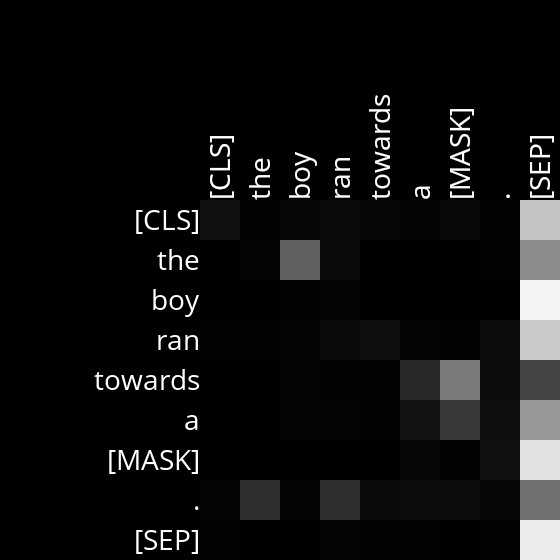 [CLS] the boy ran towards a [MASK] . [SEP]
[CLS]
the
boy
ran
towards
a
[MASK]
.
[SEP]